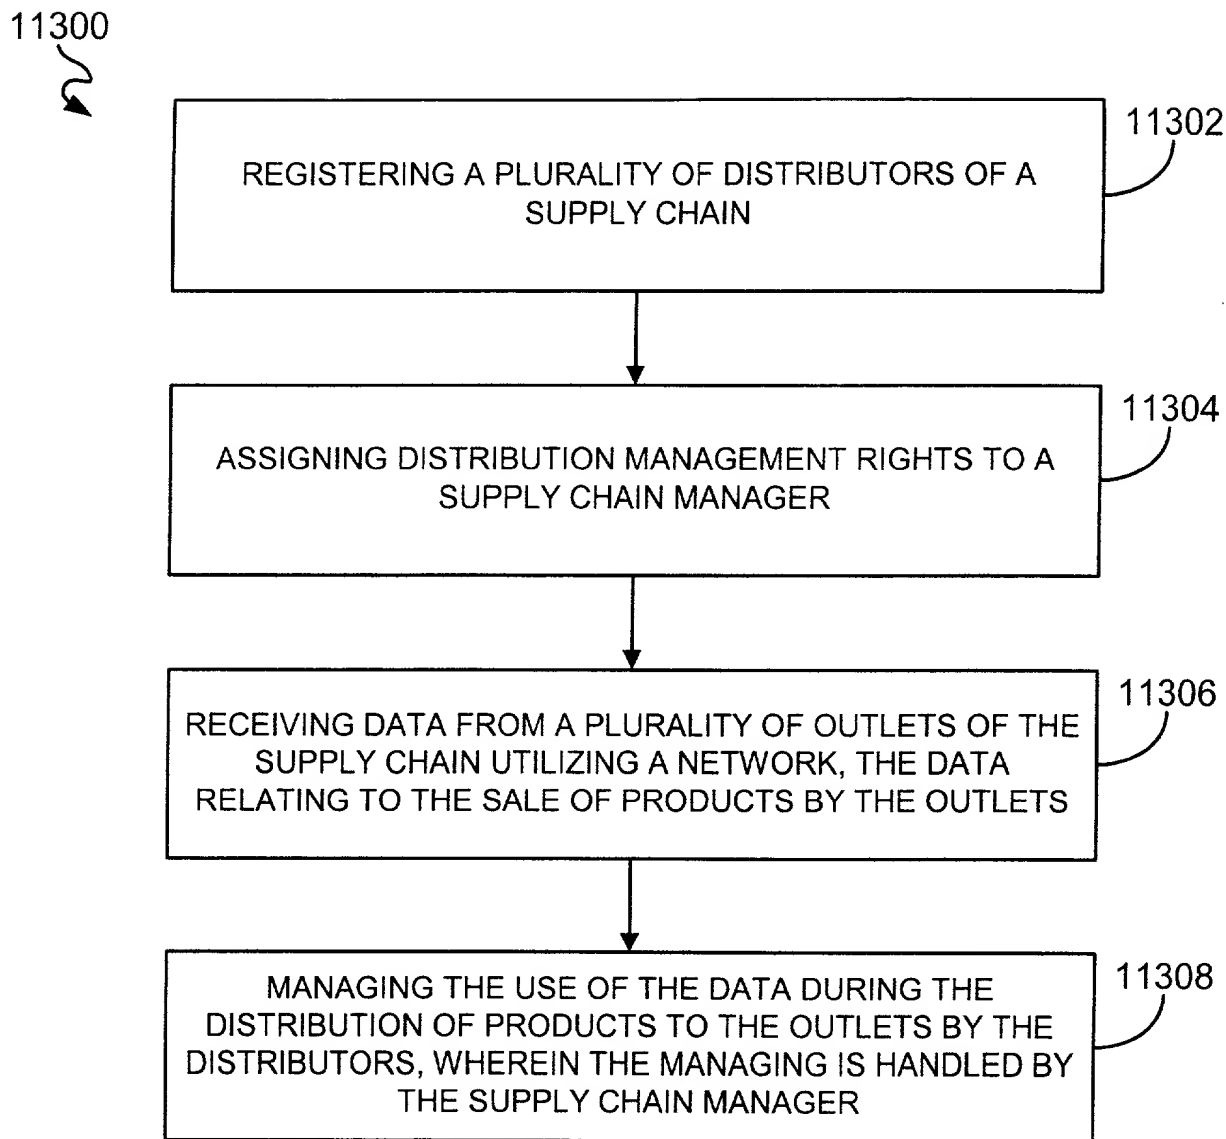 11300
11302
REGISTERING A PLURALITY OF DISTRIBUTORS OF A
SUPPLY CHAIN
11304
ASSIGNING DISTRIBUTION MANAGEMENT RIGHTS TO A
SUPPLY CHAIN MANAGER
11306
RECEIVING DATA FROM A PLURALITY OF OUTLETS OF THE
SUPPLY CHAIN UTILIZING A NETWORK, THE DATA
RELATING TO THE SALE OF PRODUCTS BY THE OUTLETS
11308
MANAGING THE USE OF THE DATA DURING THE
DISTRIBUTION OF PRODUCTS TO THE OUTLETS BY THE
DISTRIBUTORS, WHEREIN THE MANAGING IS HANDLED BY
THE SUPPLY CHAIN MANAGER